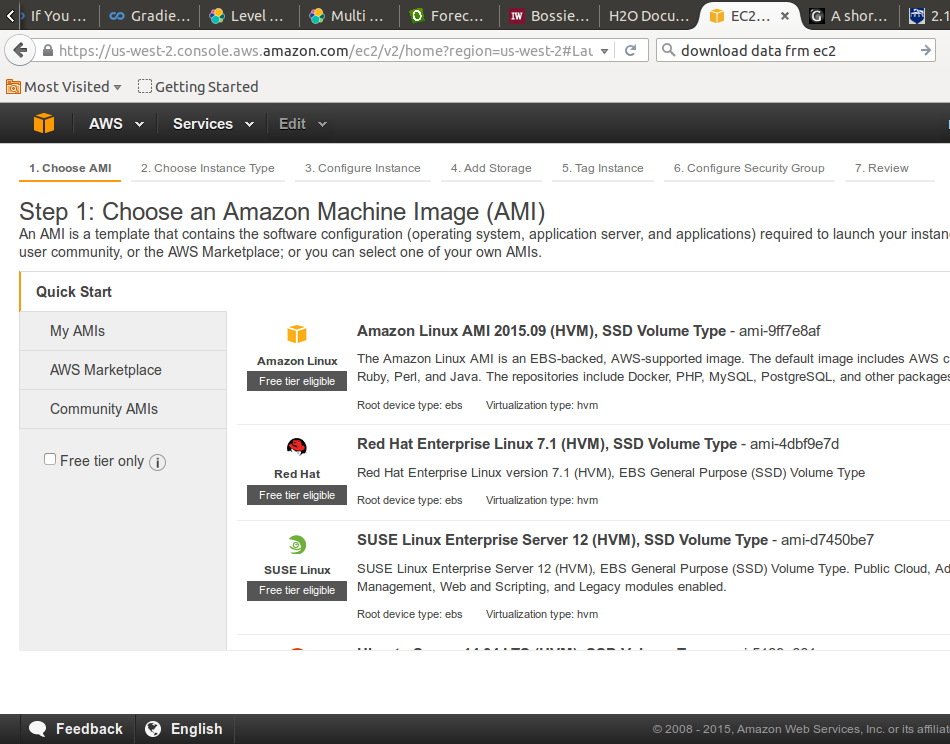 If You ...
Gradie...
Level ...
Multi ...
Forec...
IW Bossie...
H2O Docu...
EC2...
G A shor...
2.1
https://us-west-2.console.aws.amazon.com/ec2/v2/home?region=us-west-2#Lau
download data frm ec2
Most Visited
Getting Started
AWS
Services
Edit
1. Choose AMI
2. Choose Instance Type
3. Configure Instance
4. Add Storage
5. Tag Instance
6. Configure Security Group
7. Review
Step 1: Choose an Amazon Machine Image (AMI)
An AMI is a template that contains the software configuration (operating system, application server, and applications) required to launch your instan
user community, or the AWS Marketplace; or you can select one of your own AMIs.
Quick Start
My AMIs
AWS Marketplace
Community AMIs
Free tier only i
Amazon Linux
Free tier eligible
Amazon Linux AMI 2015.09 (HVM), SSD Volume Type - ami-9ff7e8af
The Amazon Linux AMI is an EBS-backed, AWS-supported image. The default image includes AWS c
Ruby, Perl, and Java. The repositories include Docker, PHP, MySQL, PostgreSQL, and other packages
Root device type: ebs
Virtualization type: hvm
Red Hat
Free tier eligible
Red Hat Enterprise Linux 7.1 (HVM), SSD Volume Type - ami-4dbf9e7d
Red Hat Enterprise Linux version 7.1 (HVM), EBS General Purpose (SSD) Volume Type
Root device type: ebs
Virtualization type: hvm
SUSE Linux
Free tier eligible
SUSE Linux Enterprise Server 12 (HVM), SSD Volume Type - ami-d7450be7
SUSE Linux Enterprise Server 12 (HVM), EBS General Purpose (SSD) Volume Type. Public Cloud, Ad
Management, Web and Scripting, and Legacy modules enabled.
Root device type: ebs
Virtualization type: hvm
Feedback
English
© 2008 - 2015, Amazon Web Services, Inc. or its affiliat